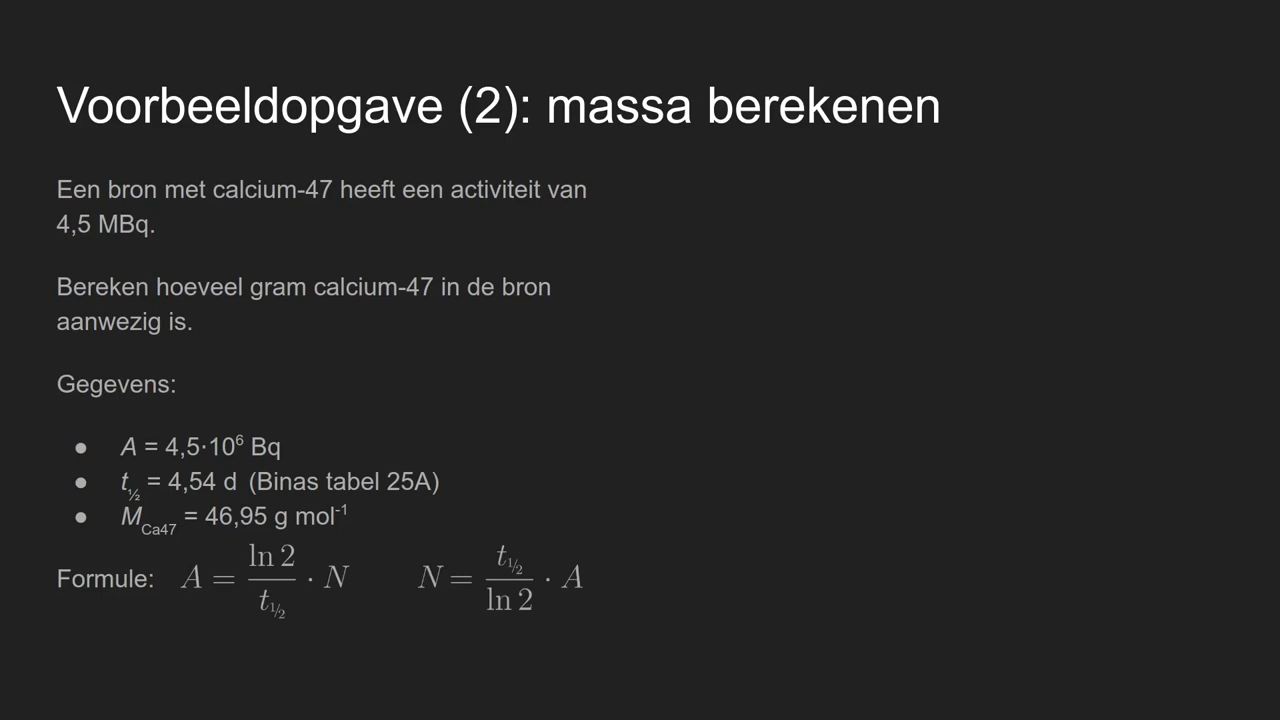 Voorbeeldopgave (2): massa berekenen
Een bron met calcium-47 heeft een activiteit van
4,5 MBq.
Bereken hoeveel gram calcium-47 in de bron
aanwezig is.
Gegevens:
● A = 4,5·10⁶ Bq
● t½ = 4,54 d (Binas tabel 25A)
● M_Ca47 = 46,95 g mol⁻¹
Formule: A = ln 2 / t½ · N    N = t½ / ln 2 · A